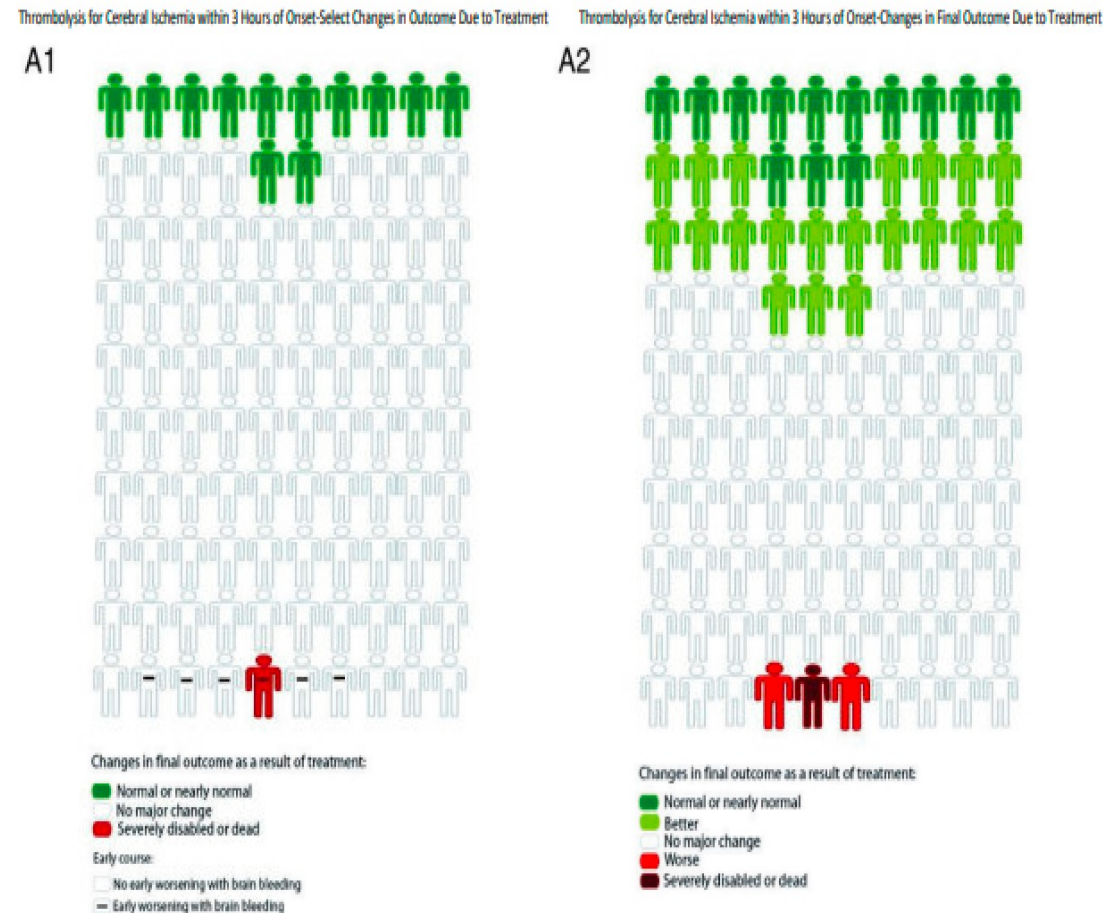 Thrombolysis for Cerebral Ischemia within 3 Hours of Onset-Select Changes in Outcome Due to Treatment
A1
Changes in final outcome as a result of treatment:
Normal or nearly normal
No major change
Severely disabled or dead
Early course:
No early worsening with brain bleeding
Early worsening with brain bleeding
Thrombolysis for Cerebral Ischemia within 3 Hours of Onset-Changes in Final Outcome Due to Treatment
A2
Changes in final outcome as a result of treatment:
Normal or nearly normal
Better
No major change
Worse
Severely disabled or dead